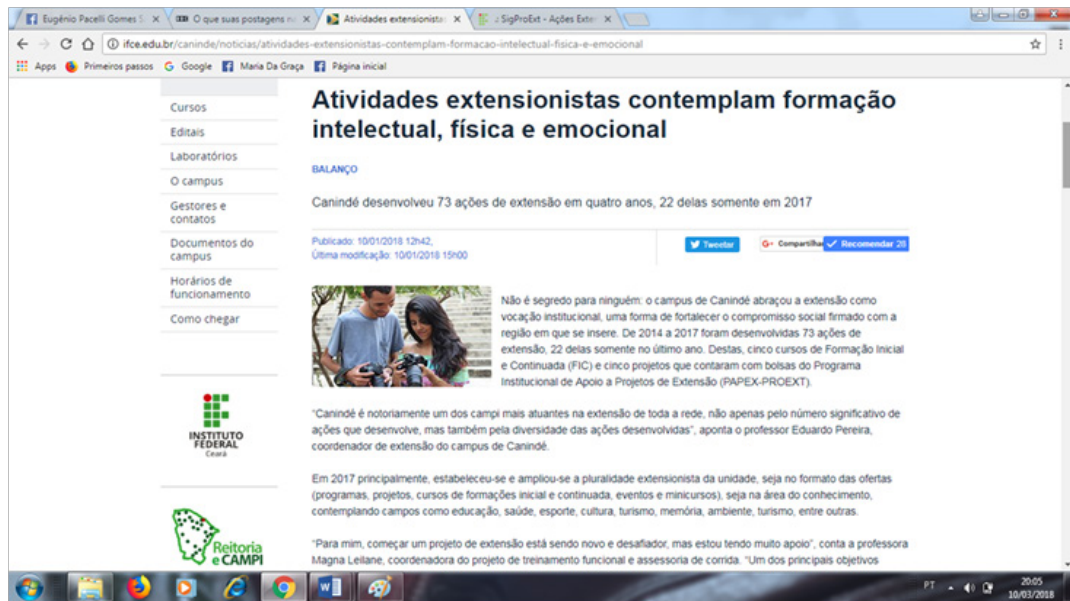 Eugênio Pacelli Gomes S
O que suas postagens n
Atividades extensionistas
SigProExt - Ações Exter
ifce.edu.br/caninde/noticias/atividades-extensionistas-contemplam-formacao-intelectual-fisica-e-emocional
Apps Primeiros passos Google Maria Da Graça Página inicial
Cursos
Editais
Laboratórios
O campus
Gestores e
contatos
Documentos do
campus
Horários de
funcionamento
Como chegar
INSTITUTO
FEDERAL
Ceará
Reitoria
e CAMPI
Atividades extensionistas contemplam formação
intelectual, física e emocional
BALANÇO
Canindé desenvolveu 73 ações de extensão em quatro anos, 22 delas somente em 2017
Publicado: 10/01/2018 12h42,
Última modificação: 10/01/2018 15h00
Tweetar
G+ Compartilhar
Recomendar 28
Não é segredo para ninguém: o campus de Canindé abraçou a extensão como
vocação institucional, uma forma de fortalecer o compromisso social firmado com a
região em que se insere. De 2014 a 2017 foram desenvolvidas 73 ações de
extensão, 22 delas somente no último ano. Destas, cinco cursos de Formação Inicial
e Continuada (FIC) e cinco projetos que contaram com bolsas do Programa
Institucional de Apoio a Projetos de Extensão (PAPEX-PROEXT).
"Canindé é notoriamente um dos campi mais atuantes na extensão de toda a rede, não apenas pelo número significativo de
ações que desenvolve, mas também pela diversidade das ações desenvolvidas", aponta o professor Eduardo Pereira,
coordenador de extensão do campus de Canindé.
Em 2017 principalmente, estabeleceu-se e ampliou-se a pluralidade extensionista da unidade, seja no formato das ofertas
(programas, projetos, cursos de formações inicial e continuada, eventos e minicursos), seja na área do conhecimento,
contemplando campos como educação, saúde, esporte, cultura, turismo, memória, ambiente, turismo, entre outras.
"Para mim, começar um projeto de extensão está sendo novo e desafiador, mas estou tendo muito apoio", conta a professora
Magna Leilane, coordenadora do projeto de treinamento funcional e assessoria de corrida. "Um dos principais objetivos
PT
20:05
10/03/2018